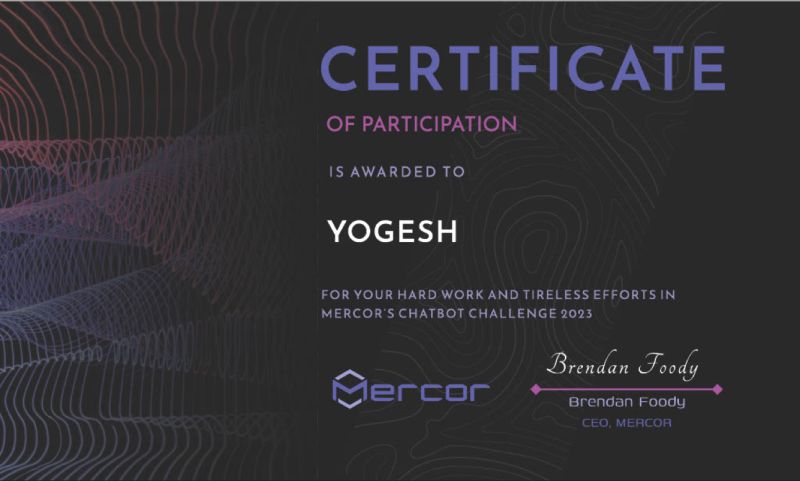 CERTIFICATE
OF PARTICIPATION
IS AWARDED TO
YOGESH
FOR YOUR HARD WORK AND TIRELESS EFFORTS IN
MERCOR'S CHATBOT CHALLENGE 2023
Mercor
Brendan Foody
Brendan Foody
CEO, MERCOR